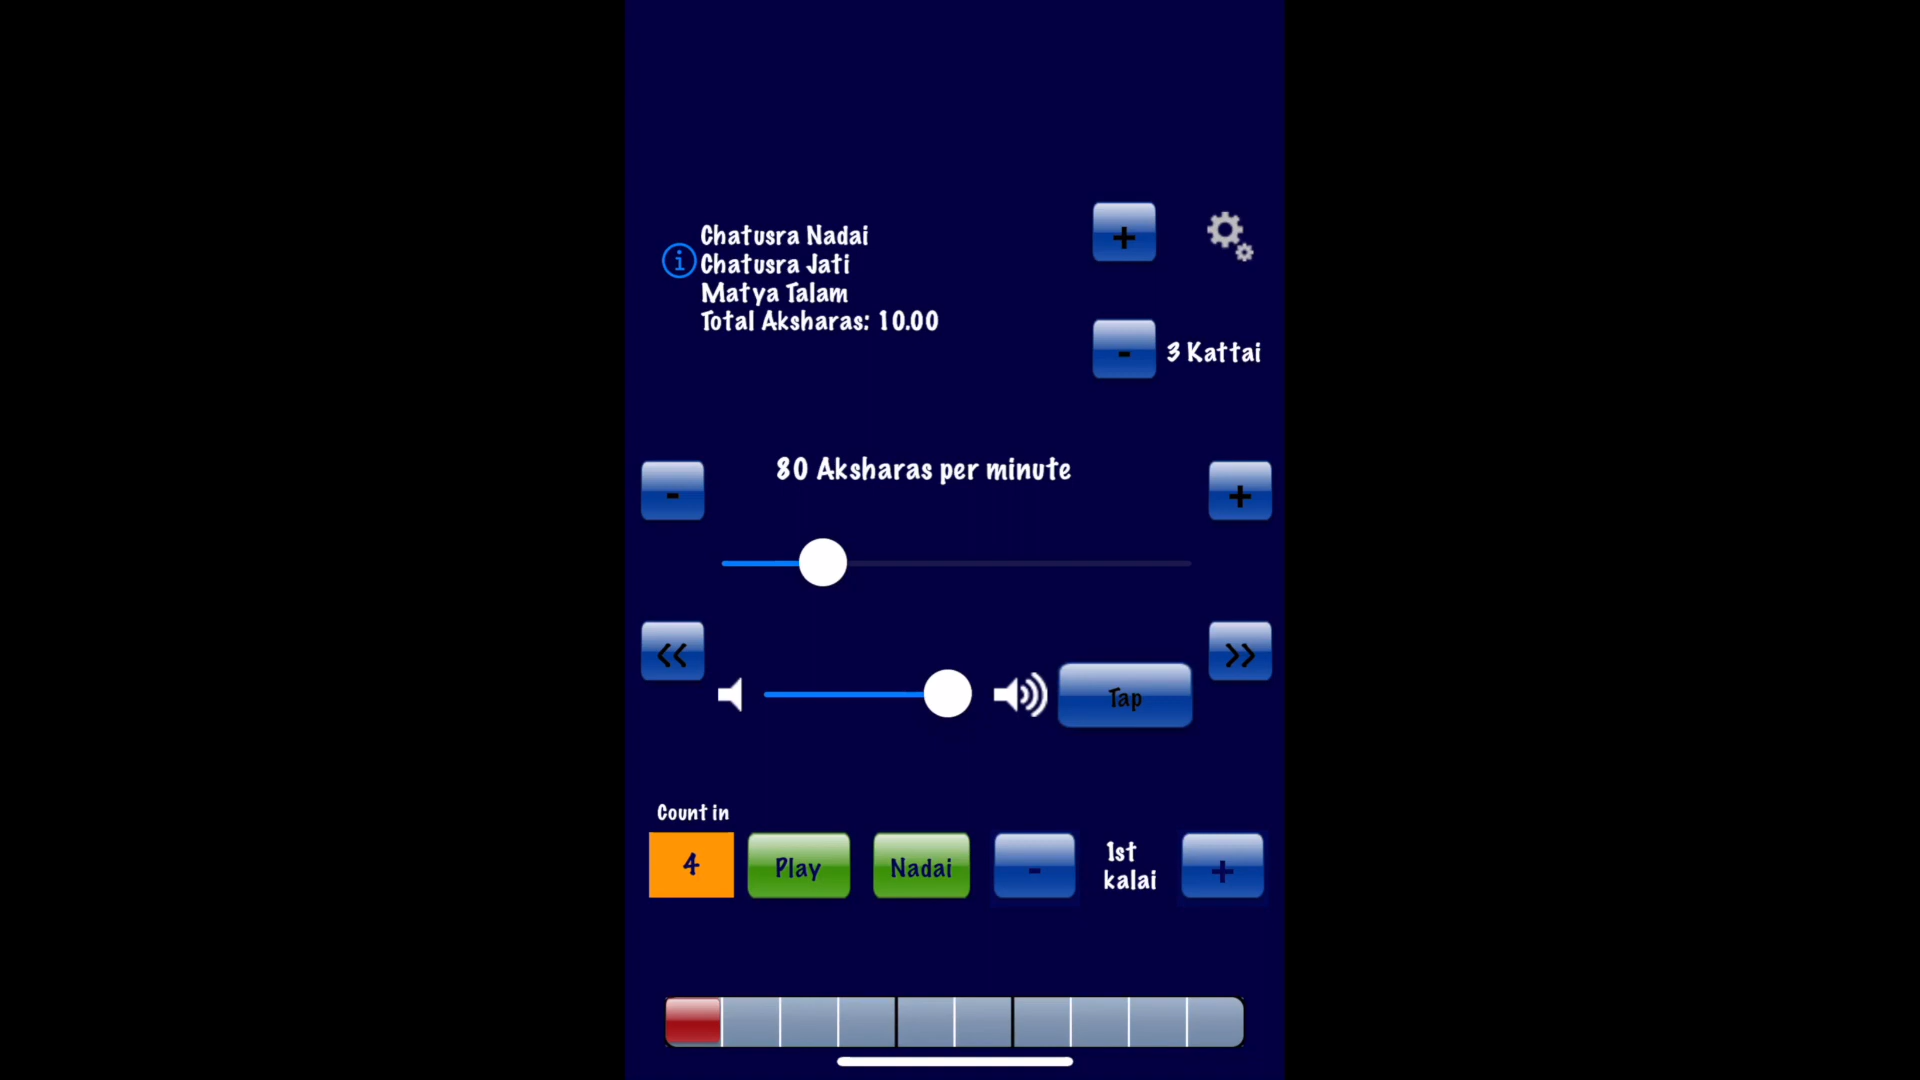 Chatusra Nadai
Chatusra Jati
Matya Talam
Total Aksharas: 10.00
+
-
3 Kattai
80 Aksharas per minute
-
+
<<
>>
Tap
Count in
4
Play
Nadai
-
1st
kalai
+